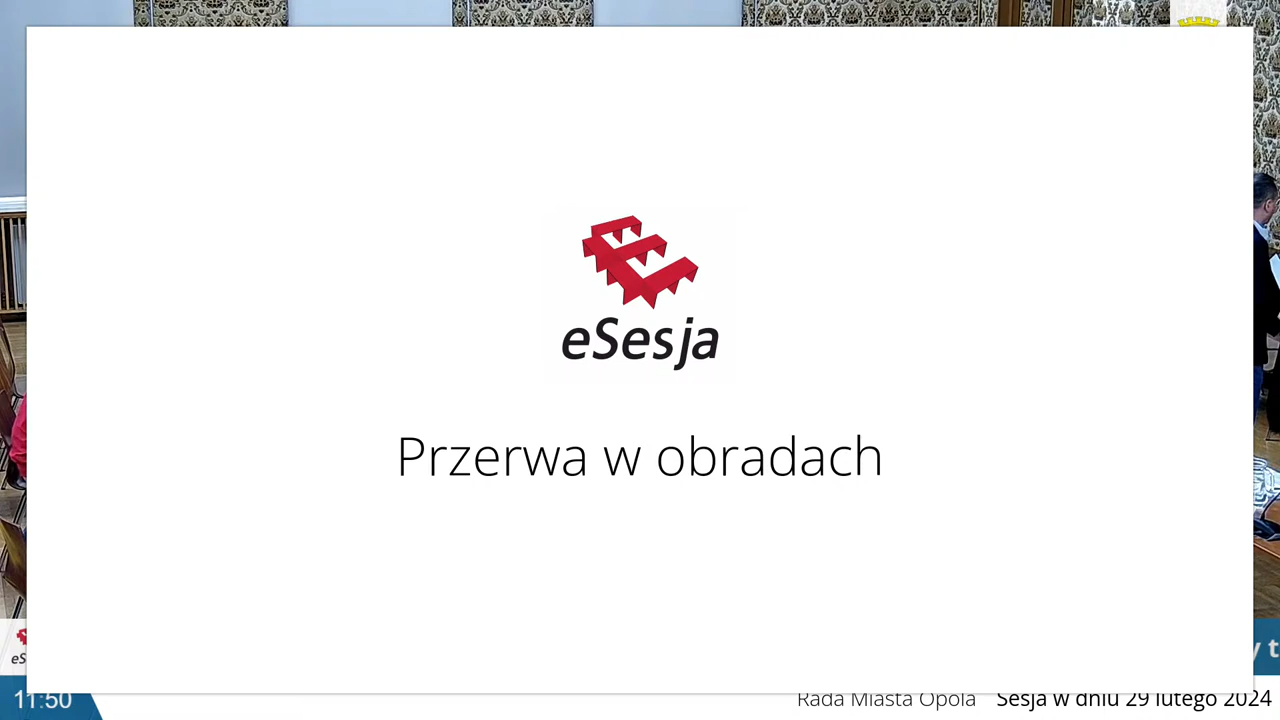 eSesja
Przerwa w obradach
11:50
Rada Miasta Opola Sesja w dniu 29 lutego 2024